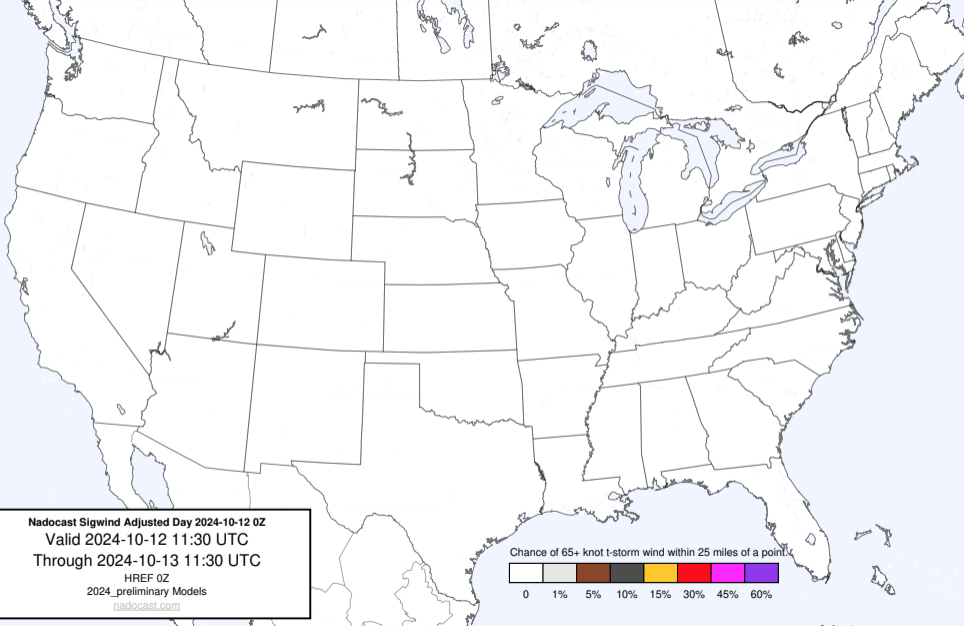 Nadocast Sigwind Adjusted Day 2024-10-12 0Z
Valid 2024-10-12 11:30 UTC
Through 2024-10-13 11:30 UTC
HREF 0Z
2024_preliminary Models
nadocast.com
Chance of 65+ knot t-storm wind within 25 miles of a point.
0 1% 5% 10% 15% 30% 45% 60%